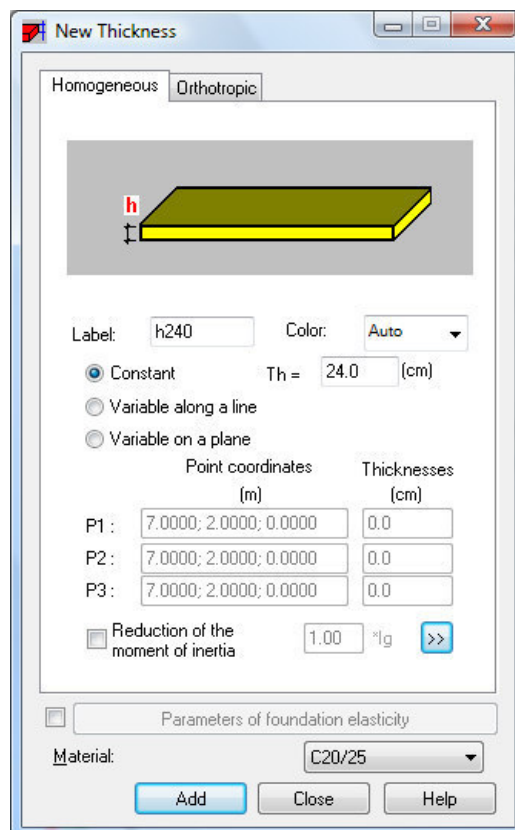 New Thickness
Homogeneous Orthotropic
h
Label: h240 Color: Auto
Constant Th = 24.0 (cm)
Variable along a line
Variable on a plane
Point coordinates Thicknesses
(m) (cm)
P1 : 7.0000; 2.0000; 0.0000 0.0
P2 : 7.0000; 2.0000; 0.0000 0.0
P3 : 7.0000; 2.0000; 0.0000 0.0
Reduction of the
moment of inertia 1.00 *Ig >>
Parameters of foundation elasticity
Material: C20/25
Add Close Help